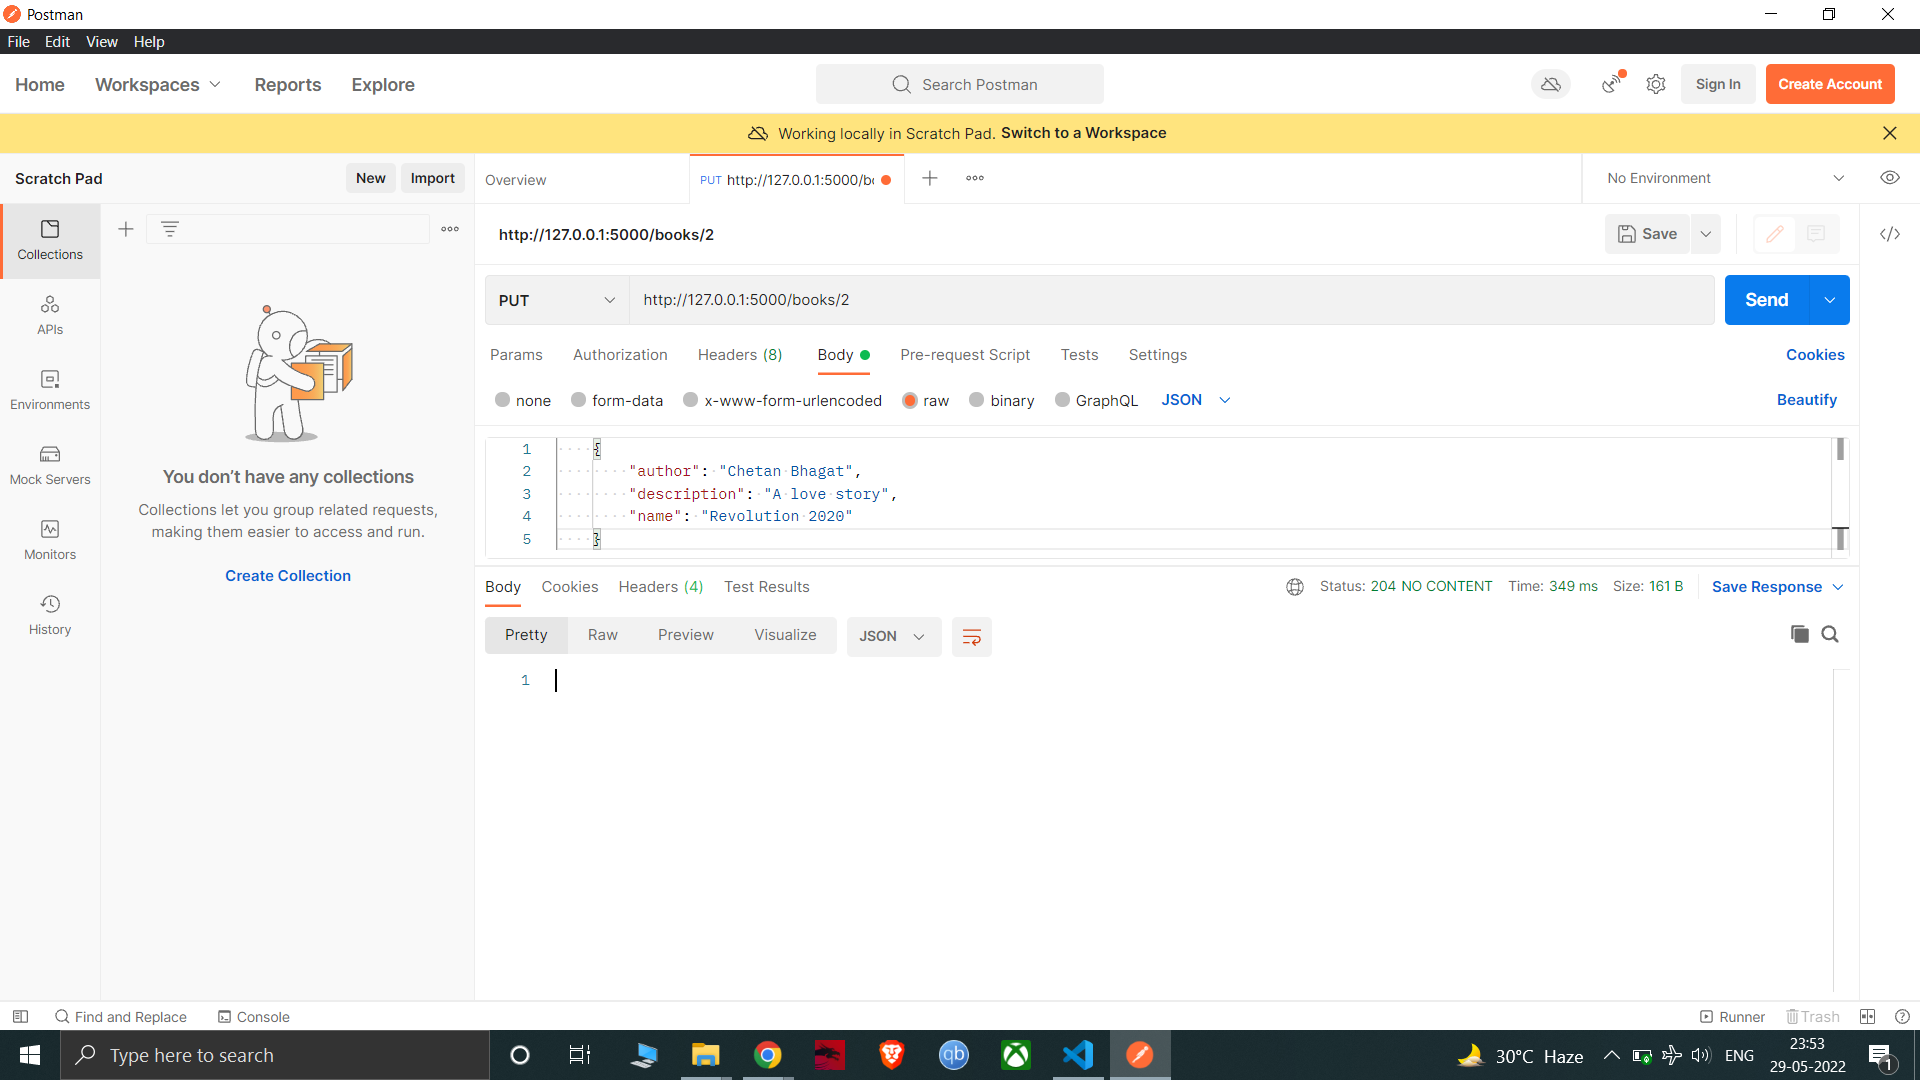 Postman
File Edit View Help
Home Workspaces Reports Explore
Search Postman
Sign In
Create Account
Working locally in Scratch Pad. Switch to a Workspace
Scratch Pad
New Import
Overview
PUT http://127.0.0.1:5000/b
No Environment
Collections
APIs
Environments
Mock Servers
Monitors
History
You don't have any collections
Collections let you group related requests,
making them easier to access and run.
Create Collection
http://127.0.0.1:5000/books/2
Save
PUT http://127.0.0.1:5000/books/2
Send
Params Authorization Headers (8) Body Pre-request Script Tests Settings
Cookies
none form-data x-www-form-urlencoded raw binary GraphQL JSON
Beautify
1 {
2 "author": "Chetan Bhagat",
3 "description": "A love story",
4 "name": "Revolution 2020"
5 }
Body Cookies Headers (4) Test Results
Status: 204 NO CONTENT Time: 349 ms Size: 161 B Save Response
Pretty Raw Preview Visualize JSON
1
Find and Replace Console
Runner Trash
Type here to search
qb
30°C Haze
ENG
23:53
29-05-2022
1